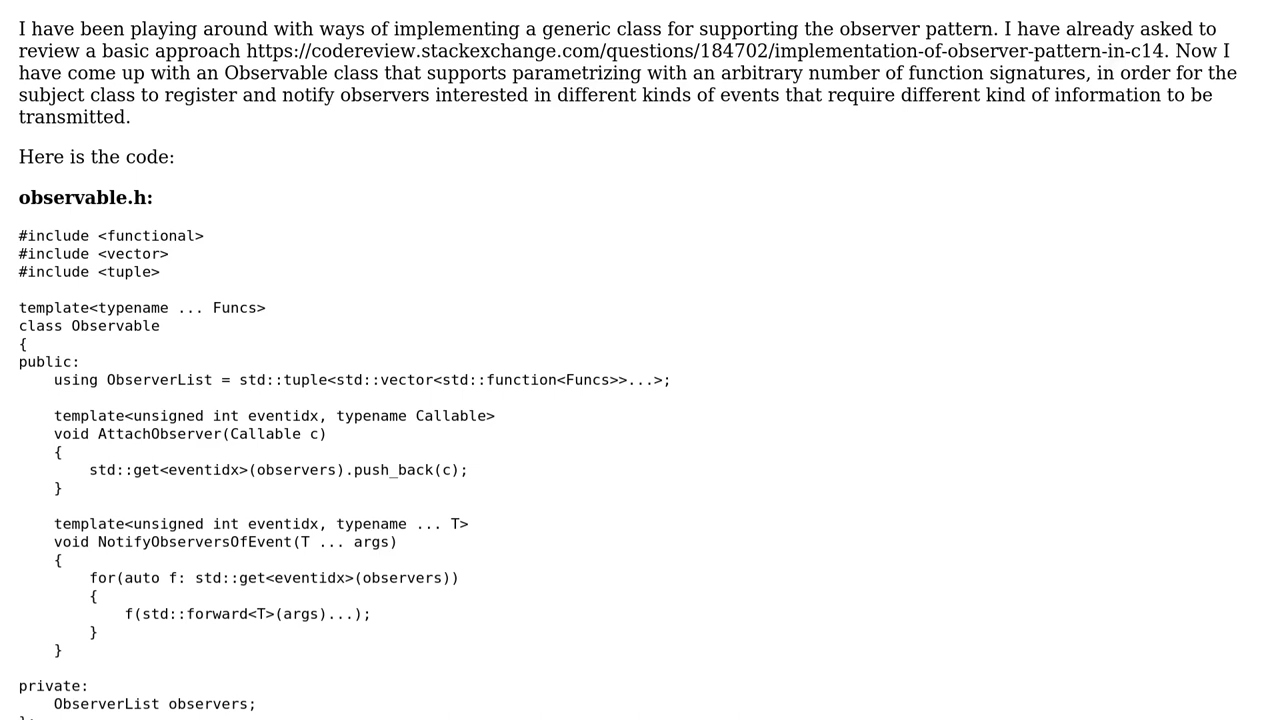 I have been playing around with ways of implementing a generic class for supporting the observer pattern. I have already asked to
review a basic approach https://codereview.stackexchange.com/questions/184702/implementation-of-observer-pattern-in-c14. Now I
have come up with an Observable class that supports parametrizing with an arbitrary number of function signatures, in order for the
subject class to register and notify observers interested in different kinds of events that require different kind of information to be
transmitted.
Here is the code:
observable.h:
#include <functional>
#include <vector>
#include <tuple>
template<typename ... Funcs>
class Observable
{
public:
    using ObserverList = std::tuple<std::vector<std::function<Funcs>>...>;
    template<unsigned int eventidx, typename Callable>
    void AttachObserver(Callable c)
    {
        std::get<eventidx>(observers).push_back(c);
    }
    template<unsigned int eventidx, typename ... T>
    void NotifyObserversOfEvent(T ... args)
    {
        for(auto f: std::get<eventidx>(observers))
        {
            f(std::forward<T>(args)...);
        }
    }
private:
    ObserverList observers;
};